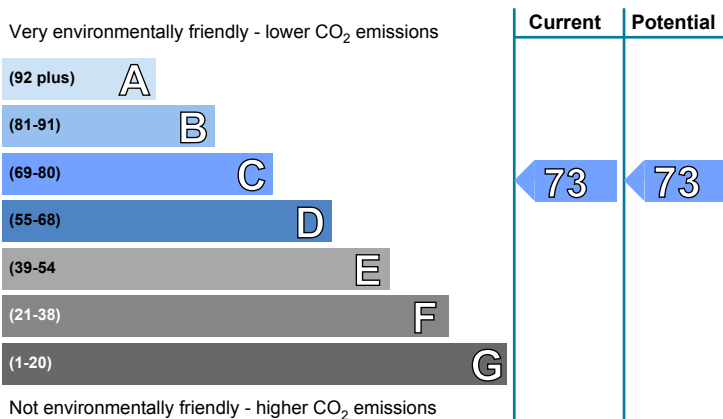 Very environmentally friendly - lower CO2 emissions
Current Potential
(92 plus) A
(81-91) B
(69-80) C 73 73
(55-68) D
(39-54 E
(21-38) F
(1-20) G
Not environmentally friendly - higher CO2 emissions